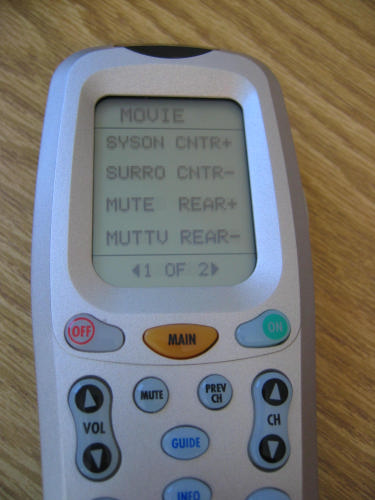 MOVIE
SYSON CNTR+
SURRO CNTR-
MUTE REAR+
MUTTV REAR-
◀1 OF 2▶
OFF MAIN ON
MUTE PREV CH
VOL CH
GUIDE
INFO